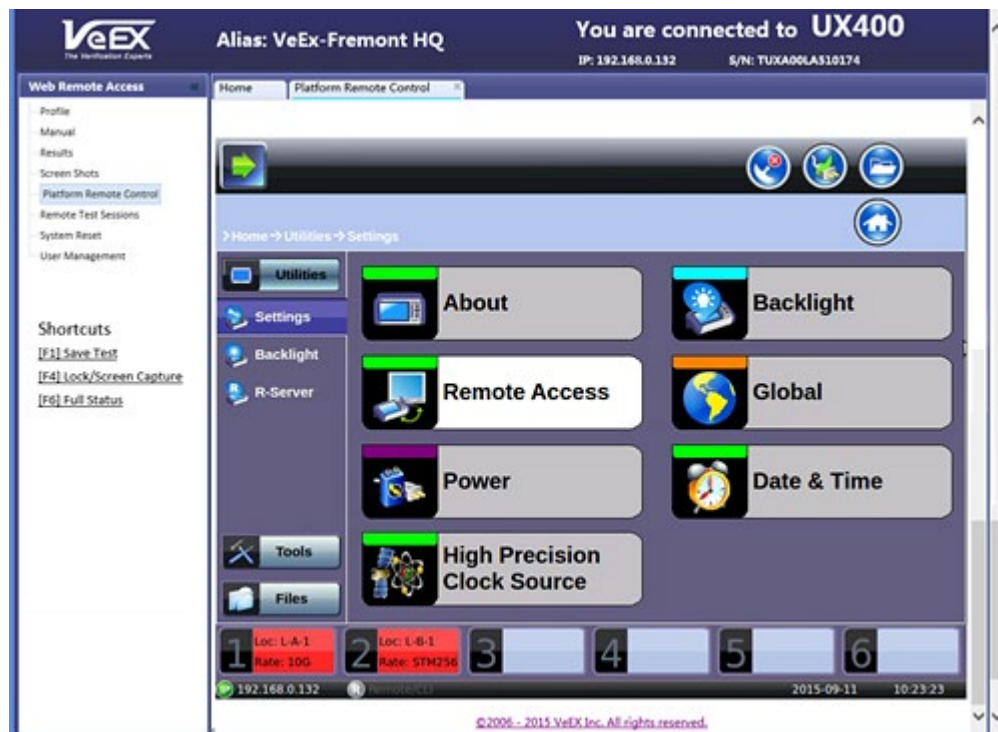 VeEX
The Verification Experts
Alias: VeEx-Fremont HQ
You are connected to UX400
IP: 192.168.0.132 S/N: TUXA00LA510174
Web Remote Access
Profile
Manual
Results
Screen Shots
Platform Remote Control
Remote Test Sessions
System Reset
User Management
Shortcuts
[F1] Save Test
[F4] Lock/Screen Capture
[F6] Full Status
Home Platform Remote Control
>Home→Utilities→Settings
Utilities
Settings
Backlight
R-Server
Tools
Files
About
Backlight
Remote Access
Global
Power
Date & Time
High Precision
Clock Source
1 Loc: L-A-1
Rate: 10G
2 Loc: L-B-1
Rate: STM256
3
4
5
6
192.168.0.132 R Remote/CLI 2015-09-11 10:23:23
©2006 - 2015 VeEX Inc. All rights reserved.